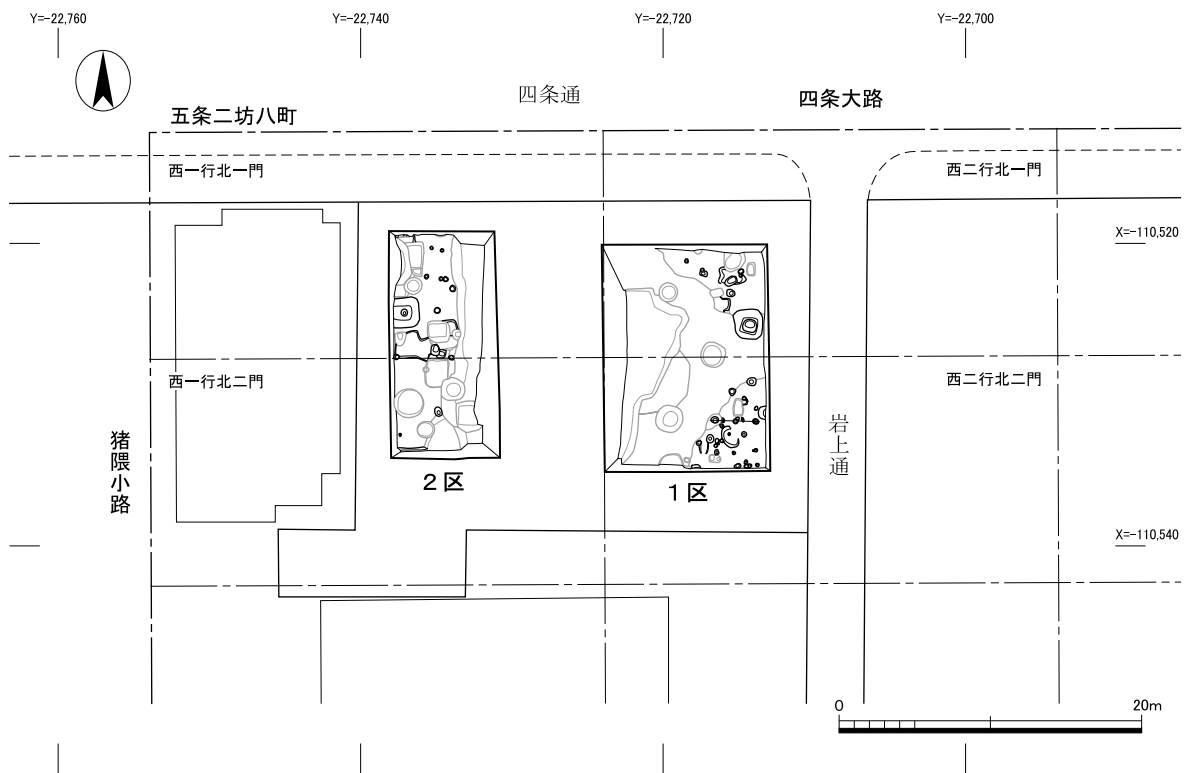 Y=-22,760
Y=-22,740
Y=-22,720
Y=-22,700
四条通
四条大路
五条二坊八町
西一行北一門
西二行北一門
X=-110,520
西一行北二門
西二行北二門
猪隈小路
岩上通
2区
1区
X=-110,540
0
20m